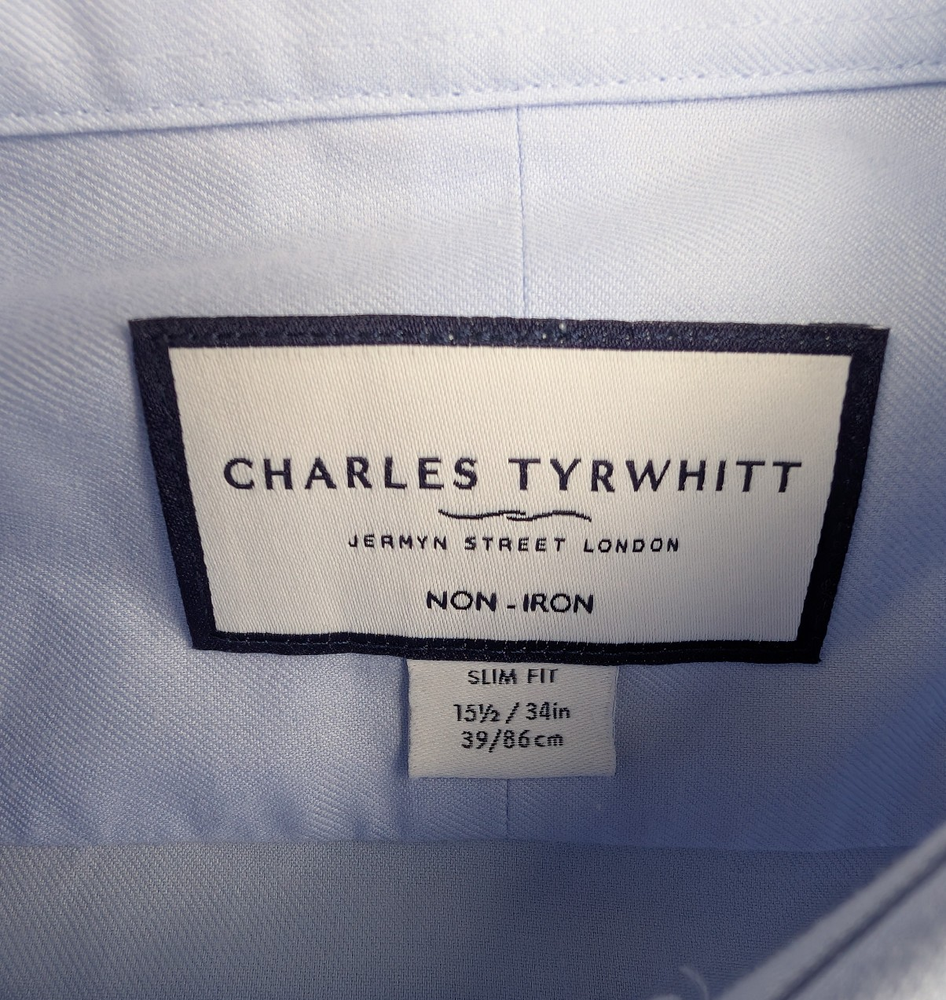 CHARLES TYRWHITT
JERMYN STREET LONDON
NON-IRON
SLIM FIT
15½ / 34in
39/86cm